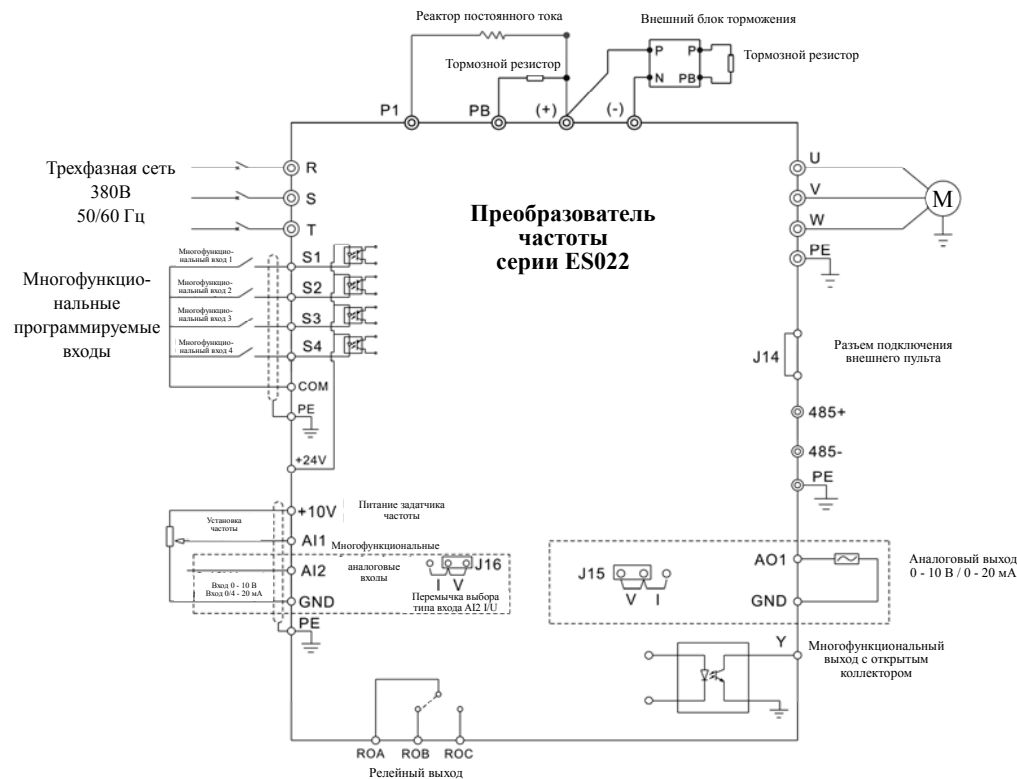 Реактор постоянного тока
Внешний блок торможения
Тормозной резистор
P P
N PB
Тормозной резистор
P1
PB
(+)
(-)
Трехфазная сеть
380В
50/60 Гц
R
S
T
Преобразователь
частоты
серии ES022
U
V
W
M
PE
Многофункцио-
нальные
программируемые
входы
Многофункцио-
нальный вход 1
S1
Многофункцио-
нальный вход 2
S2
Многофункцио-
нальный вход 3
S3
Многофункцио-
нальный вход 4
S4
COM
PE
+24V
J14
Разъем подключения
внешнего пульта
485+
485-
PE
+10V
Питание задатчика
частоты
Установка
частоты
AI1
Многофункциональные
аналоговые
входы
AI2
J16
I V
Перемычка выбора
типа входа AI2 I/U
Вход 0 - 10 В
Вход 0/4 - 20 мА
GND
PE
J15
V I
AO1
GND
Аналоговый выход
0 - 10 В / 0 - 20 мА
Y
Многофункциональный
выход с открытым
коллектором
ROA
ROB
ROC
Релейный выход